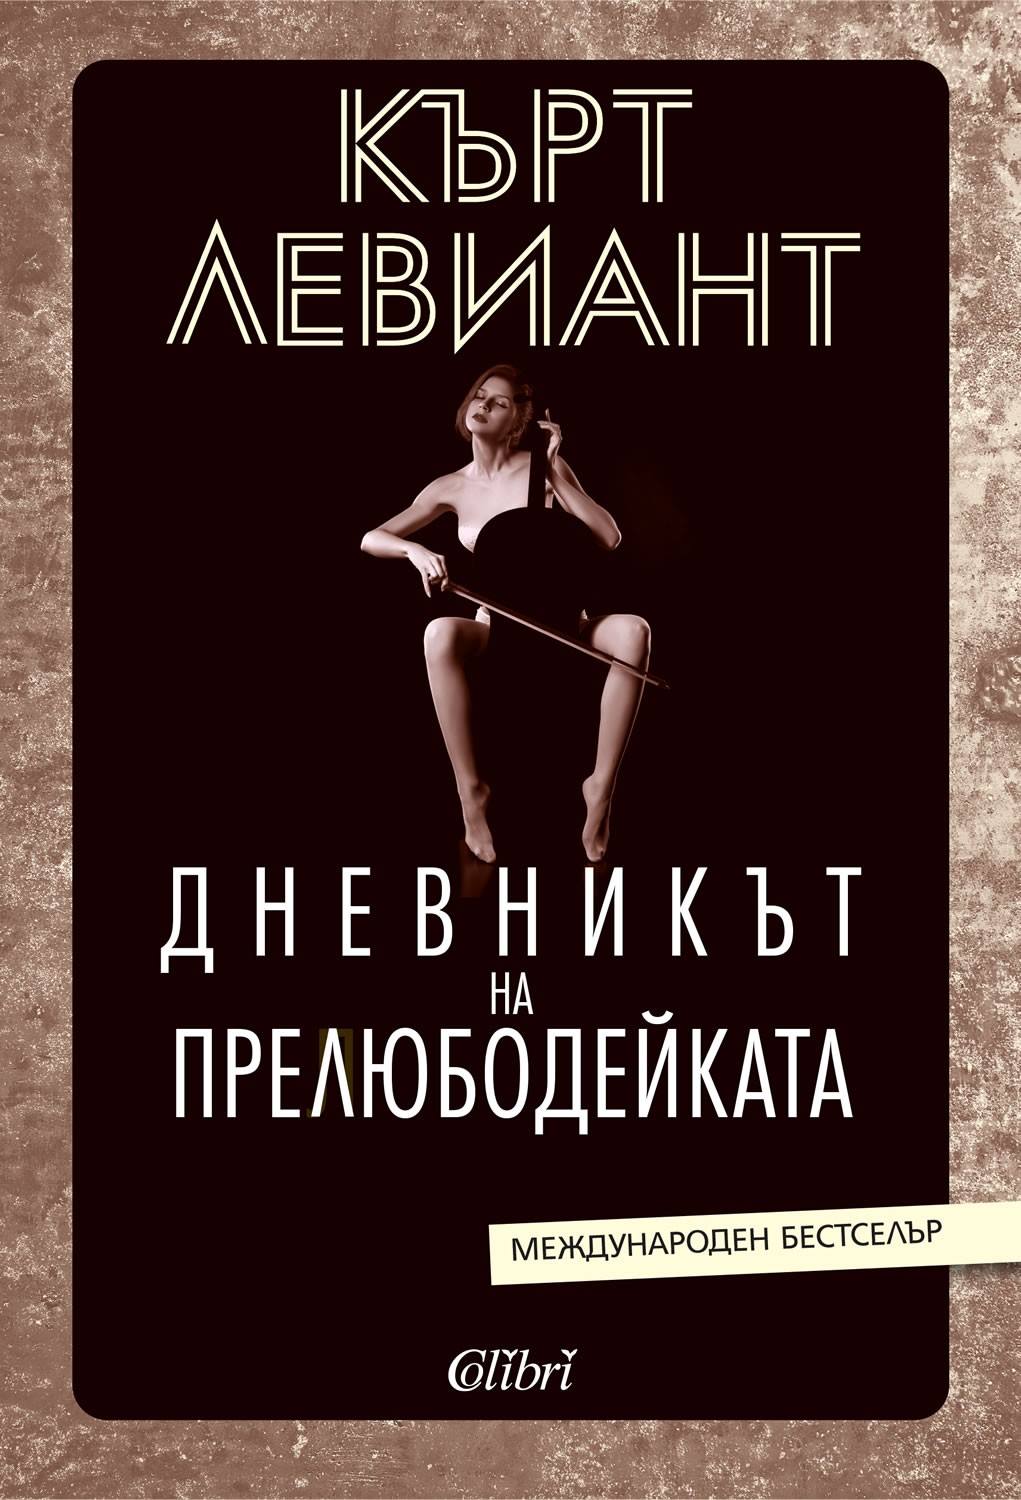 КЪРТ
ЛЕВИАНТ
ДНЕВНИКЪТ
НА
ПРЕЛЮБОДЕЙКАТА
МЕЖДУНАРОДЕН БЕСТСЕЛЪР
Colibri